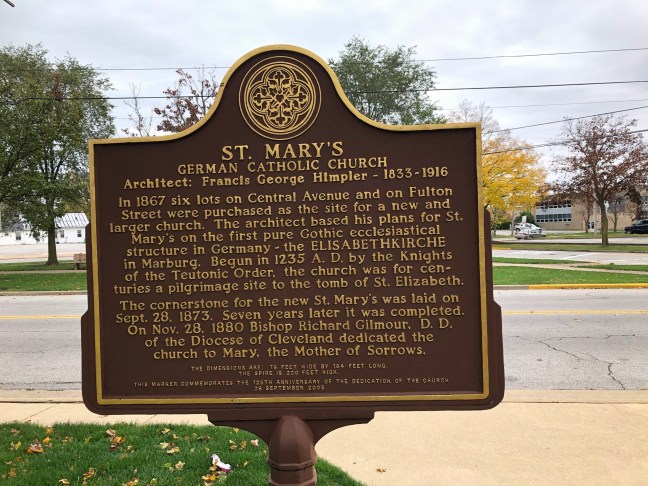 ST. MARY'S
GERMAN CATHOLIC CHURCH
Architect: Francis George Himpler - 1833-1916
In 1867 six lots on Central Avenue and on Fulton
Street were purchased as the site for a new and
larger church. The architect based his plans for St.
Mary's on the first pure Gothic ecclesiastical
structure in Germany - the ELISABETHKIRCHE
in Marburg. Begun in 1235 A. D. by the Knights
of the Teutonic Order, the church was for cen-
turies a pilgrimage site to the tomb of St. Elizabeth.
The cornerstone for the new St. Mary's was laid on
Sept. 28, 1873. Seven years later it was completed.
On Nov. 28, 1880 Bishop Richard Gilmour, D. D.
of the Diocese of Cleveland dedicated the
church to Mary, the Mother of Sorrows.
THE DIMENSIONS ARE: 76 FEET WIDE BY 184 FEET LONG.
THE SPIRE IS 200 FEET HIGH.
THIS MARKER COMMEMORATES THE 125TH ANNIVERSARY OF THE DEDICATION OF THE CHURCH
SEPTEMBER 2005